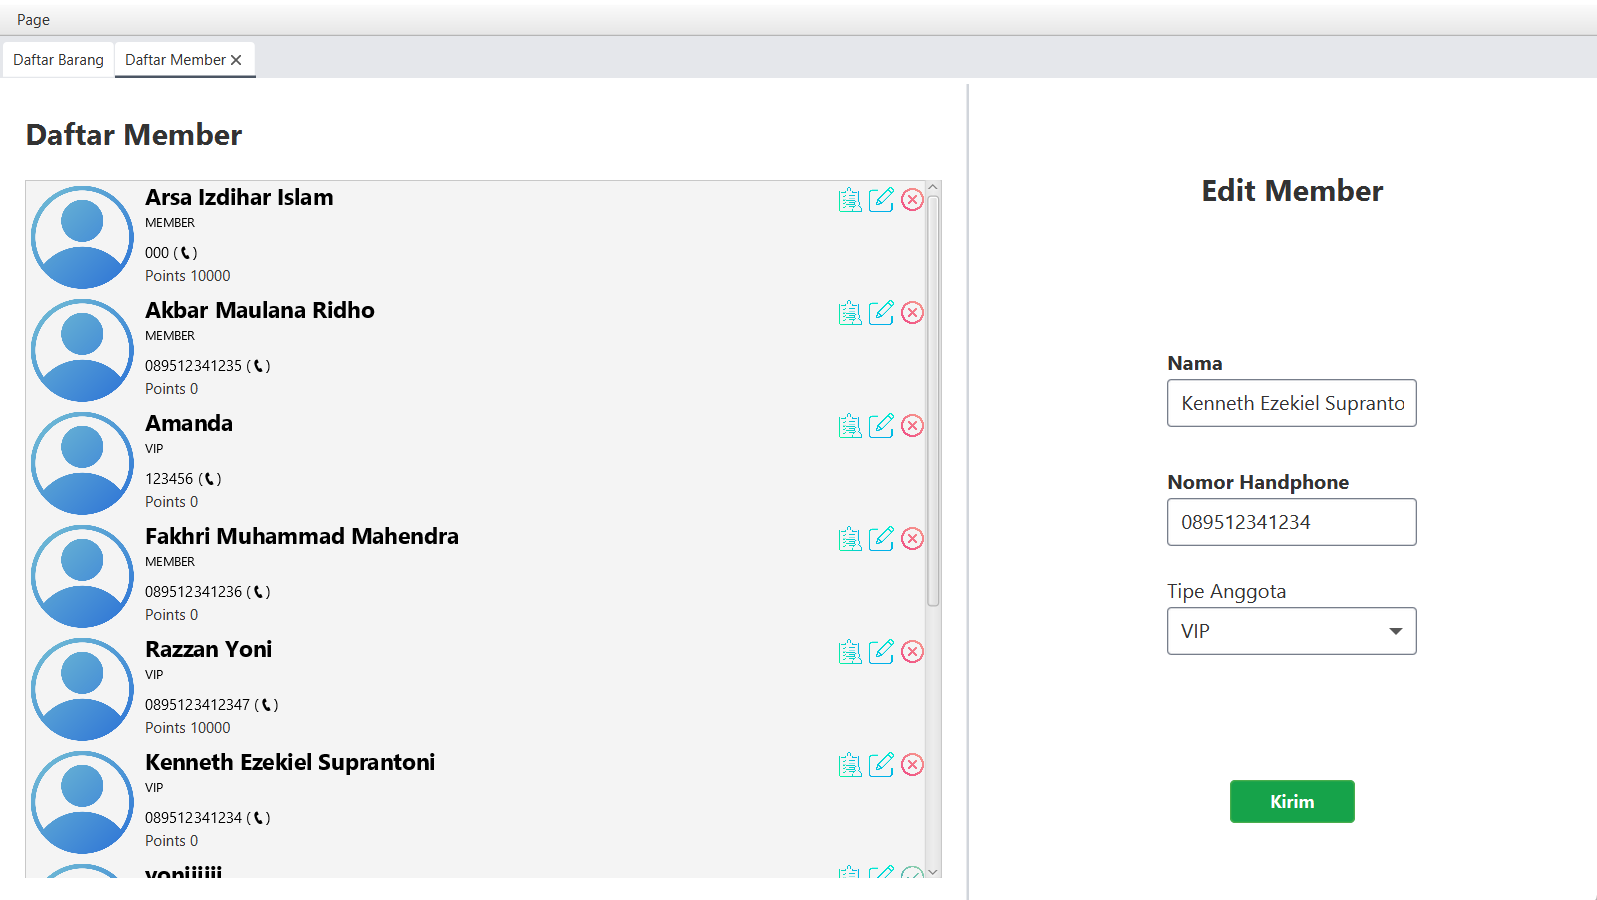 Page
Daftar Barang
Daftar Member
Daftar Member
Arsa Izdihar Islam
MEMBER
000 (📞)
Points 10000
Akbar Maulana Ridho
MEMBER
089512341235 (📞)
Points 0
Amanda
VIP
123456 (📞)
Points 0
Fakhri Muhammad Mahendra
MEMBER
089512341236 (📞)
Points 0
Razzan Yoni
VIP
0895123412347 (📞)
Points 10000
Kenneth Ezekiel Suprantoni
VIP
089512341234 (📞)
Points 0
Edit Member
Nama
Kenneth Ezekiel Supranto
Nomor Handphone
089512341234
Tipe Anggota
VIP
Kirim